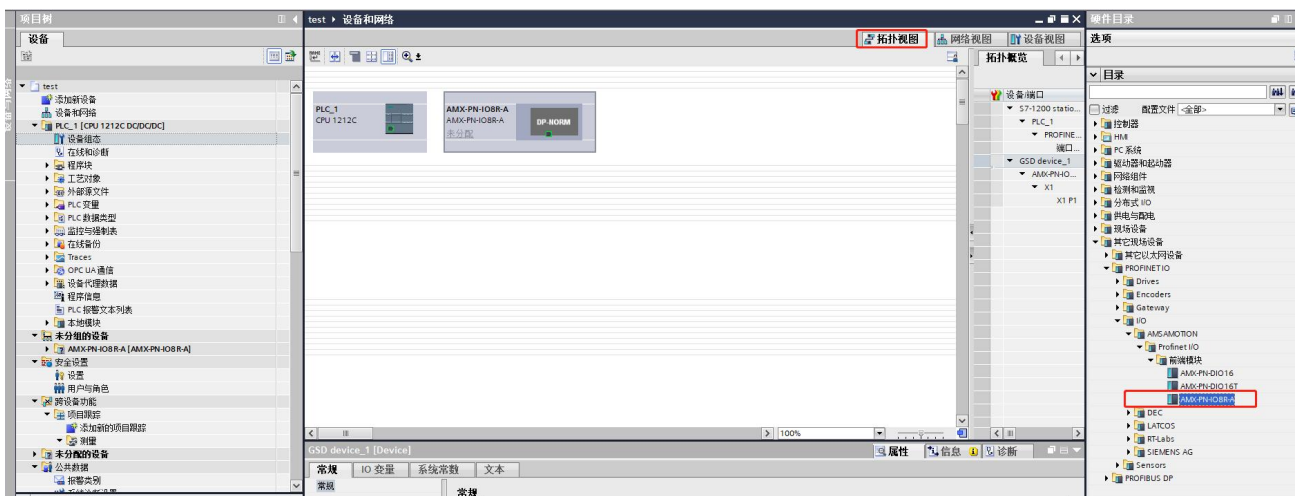 项目树
设备
test
添加新设备
设备和网络
PLC_1 [CPU 1212C DC/DC/DC]
设备组态
在线和诊断
程序块
工艺对象
外部源文件
PLC 变量
PLC 数据类型
监控与强制表
在线备份
Traces
OPC UA 通信
设备代理数据
程序信息
PLC 报警文本列表
本地模块
未分组的设备
AMX-PN-IO8R-A [AMX-PN-IO8R-A]
安全设置
设置
用户与角色
跨设备功能
项目跟踪
添加新的项目跟踪
测量
未分配的设备
公共数据
报警类别
test ▸ 设备和网络
拓扑视图
网络视图
设备视图
PLC_1
CPU 1212C
AMX-PN-IO8R-A
AMX-PN-IO8R-A
未分配
DP-NORM
100%
拓扑概览
设备/端口
S7-1200 statio...
PLC_1
PROFINE...
端口...
GSD device_1
AMX-PN-IO...
X1
X1 P1
GSD device_1 [Device]
属性
信息
诊断
常规
IO 变量
系统常数
文本
常规
常规
硬件目录
选项
目录
过滤
配置文件 <全部>
控制器
HMI
PC 系统
驱动器和起动器
网络组件
检测和监视
分布式 I/O
供电与配电
现场设备
其它现场设备
其它以太网设备
PROFINET IO
Drives
Encoders
Gateway
I/O
AMSAMOTION
Profinet I/O
前端模块
AMX-PN-DIO16
AMX-PN-DIO16T
AMX-PN-IO8R-A
DEC
LATCOS
RT-Labs
SIEMENS AG
Sensors
PROFIBUS DP